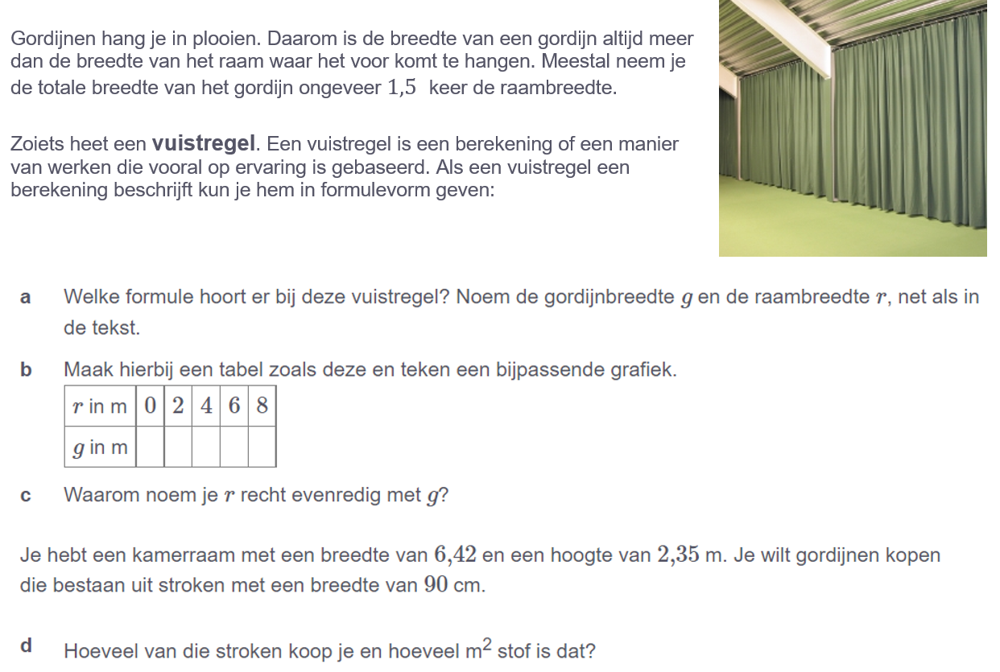 Gordijnen hang je in plooien. Daarom is de breedte van een gordijn altijd meer
dan de breedte van het raam waar het voor komt te hangen. Meestal neem je
de totale breedte van het gordijn ongeveer 1,5 keer de raambreedte.
Zoiets heet een vuistregel. Een vuistregel is een berekening of een manier
van werken die vooral op ervaring is gebaseerd. Als een vuistregel een
berekening beschrijft kun je hem in formulevorm geven:
a Welke formule hoort er bij deze vuistregel? Noem de gordijnbreedte g en de raambreedte r, net als in
de tekst.
b Maak hierbij een tabel zoals deze en teken een bijpassende grafiek.
r in m 0 2 4 6 8
g in m
c Waarom noem je r recht evenredig met g?
Je hebt een kamerraam met een breedte van 6,42 en een hoogte van 2,35 m. Je wilt gordijnen kopen
die bestaan uit stroken met een breedte van 90 cm.
d Hoeveel van die stroken koop je en hoeveel m² stof is dat?